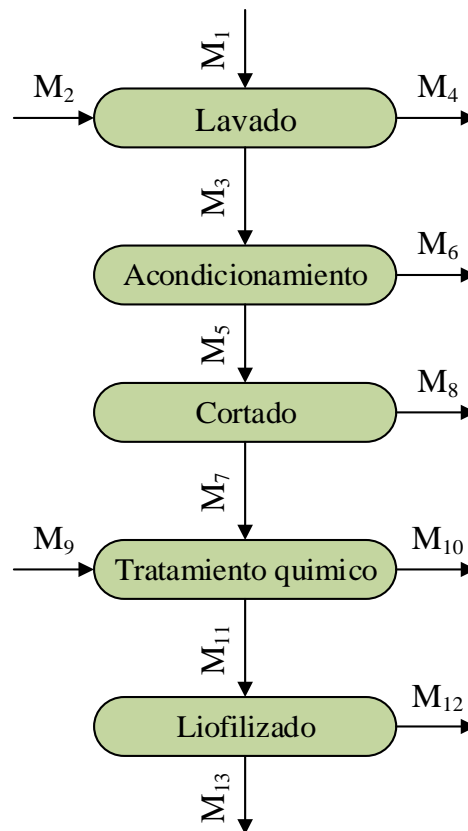 M₁
M₂
Lavado
M₄
M₃
Acondicionamiento
M₆
M₅
Cortado
M₈
M₇
M₉
Tratamiento quimico
M₁₀
M₁₁
Liofilizado
M₁₂
M₁₃